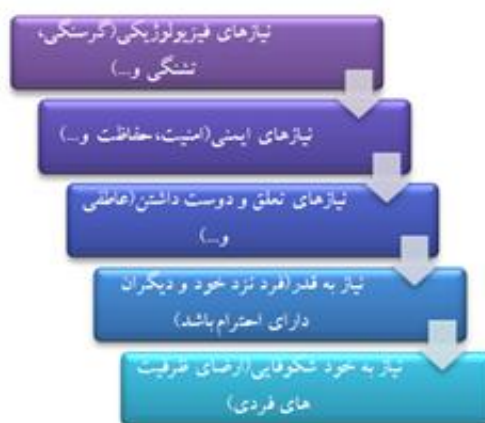 نیازهای فیزیولوژیکی(گرسنگی،
تشنگی و...)
نیازهای ایمنی(امنیت،حفاظت و...)
نیازهای تعلق و دوست داشتن(عاطفی
و...)
نیاز به قدر(فرد نزد خود و دیگران
دارای احترام باشد)
نیاز به خود شکوفایی(ارضای ظرفیت
های فردی)